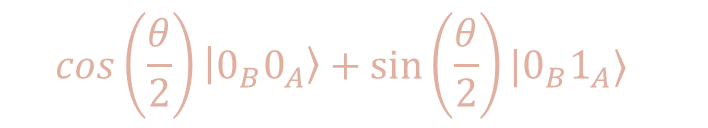 cos(θ/2)|0_B 0_A⟩ + sin(θ/2)|0_B 1_A⟩